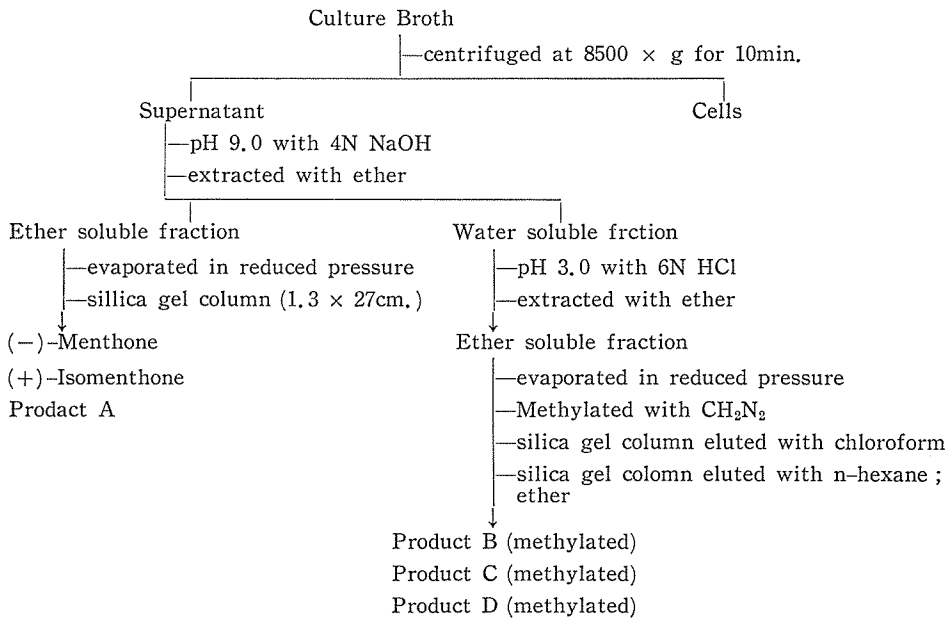 Culture Broth
—centrifuged at 8500 × g for 10min.
Supernatant
Cells
—pH 9.0 with 4N NaOH
—extracted with ether
Ether soluble fraction
—evaporated in reduced pressure
—sillica gel column (1.3 × 27cm.)
(−)-Menthone
(+)-Isomenthone
Prodact A
Water soluble frction
—pH 3.0 with 6N HCl
—extracted with ether
Ether soluble fraction
—evaporated in reduced pressure
—Methylated with CH₂N₂
—silica gel column eluted with chloroform
—silica gel colomn eluted with n-hexane ;
ether
Product B (methylated)
Product C (methylated)
Product D (methylated)